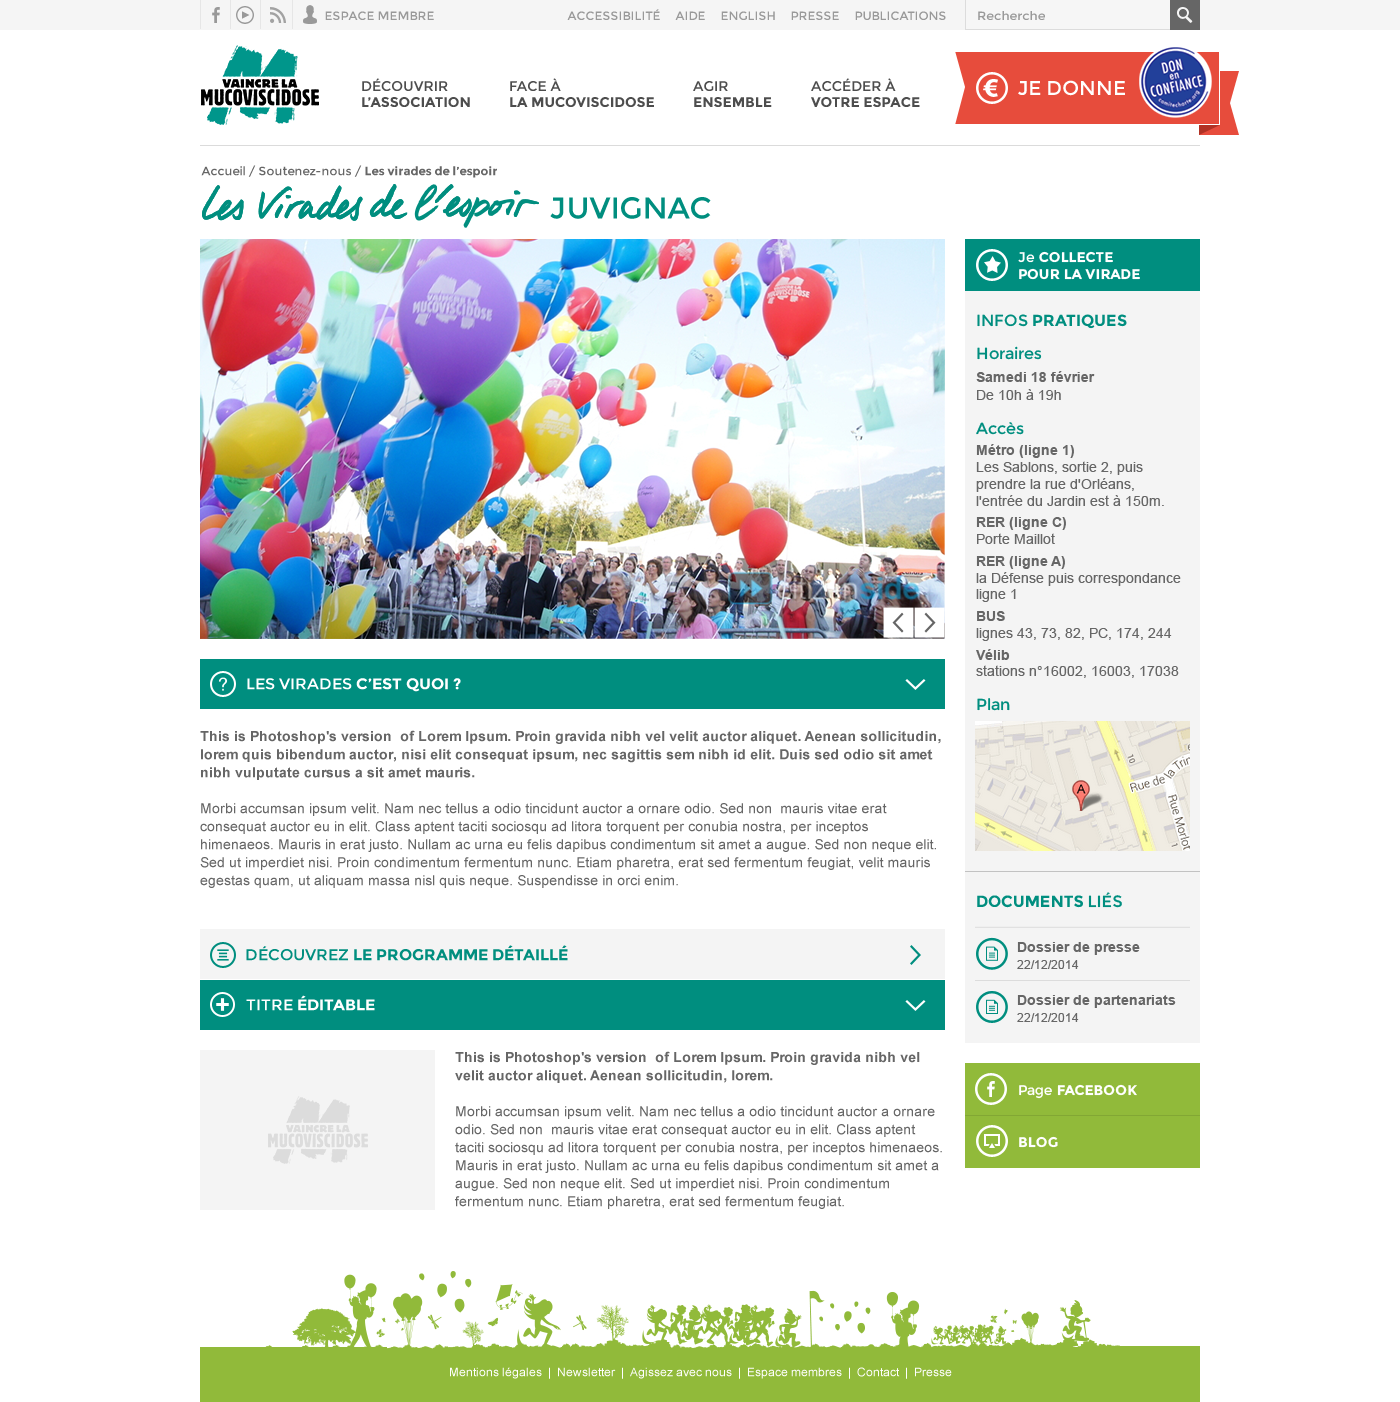 ESPACE MEMBRE
ACCESSIBILITÉ AIDE ENGLISH PRESSE PUBLICATIONS
Recherche
VAINCRE LA
MUCOVISCIDOSE
DÉCOUVRIR
L'ASSOCIATION
FACE À
LA MUCOVISCIDOSE
AGIR
ENSEMBLE
ACCÉDER À
VOTRE ESPACE
€ JE DONNE
DON
en
CONFIANCE
comitecharte.org
Accueil / Soutenez-nous / Les virades de l'espoir
Les Virades de l'espoir JUVIGNAC
VAINCRE LA
MUCOVISCIDOSE
VAINCRE LA
MUCOVISCIDOSE
Je COLLECTE
POUR LA VIRADE
INFOS PRATIQUES
Horaires
Samedi 18 février
De 10h à 19h
Accès
Métro (ligne 1)
Les Sablons, sortie 2, puis
prendre la rue d'Orléans,
l'entrée du Jardin est à 150m.
RER (ligne C)
Porte Maillot
RER (ligne A)
la Défense puis correspondance
ligne 1
BUS
lignes 43, 73, 82, PC, 174, 244
Vélib
stations n°16002, 16003, 17038
Plan
10
Rue de la Trin
Rue Morlot
A
DOCUMENTS LIÉS
Dossier de presse
22/12/2014
Dossier de partenariats
22/12/2014
Page FACEBOOK
BLOG
? LES VIRADES C'EST QUOI ?
This is Photoshop's version  of Lorem Ipsum. Proin gravida nibh vel velit auctor aliquet. Aenean sollicitudin,
lorem quis bibendum auctor, nisi elit consequat ipsum, nec sagittis sem nibh id elit. Duis sed odio sit amet
nibh vulputate cursus a sit amet mauris.
Morbi accumsan ipsum velit. Nam nec tellus a odio tincidunt auctor a ornare odio. Sed non  mauris vitae erat
consequat auctor eu in elit. Class aptent taciti sociosqu ad litora torquent per conubia nostra, per inceptos
himenaeos. Mauris in erat justo. Nullam ac urna eu felis dapibus condimentum sit amet a augue. Sed non neque elit.
Sed ut imperdiet nisi. Proin condimentum fermentum nunc. Etiam pharetra, erat sed fermentum feugiat, velit mauris
egestas quam, ut aliquam massa nisl quis neque. Suspendisse in orci enim.
DÉCOUVREZ LE PROGRAMME DÉTAILLÉ
TITRE ÉDITABLE
VAINCRE LA
MUCOVISCIDOSE
This is Photoshop's version  of Lorem Ipsum. Proin gravida nibh vel
velit auctor aliquet. Aenean sollicitudin, lorem.
Morbi accumsan ipsum velit. Nam nec tellus a odio tincidunt auctor a ornare
odio. Sed non  mauris vitae erat consequat auctor eu in elit. Class aptent
taciti sociosqu ad litora torquent per conubia nostra, per inceptos himenaeos.
Mauris in erat justo. Nullam ac urna eu felis dapibus condimentum sit amet a
augue. Sed non neque elit. Sed ut imperdiet nisi. Proin condimentum
fermentum nunc. Etiam pharetra, erat sed fermentum feugiat.
Mentions légales | Newsletter | Agissez avec nous | Espace membres | Contact | Presse